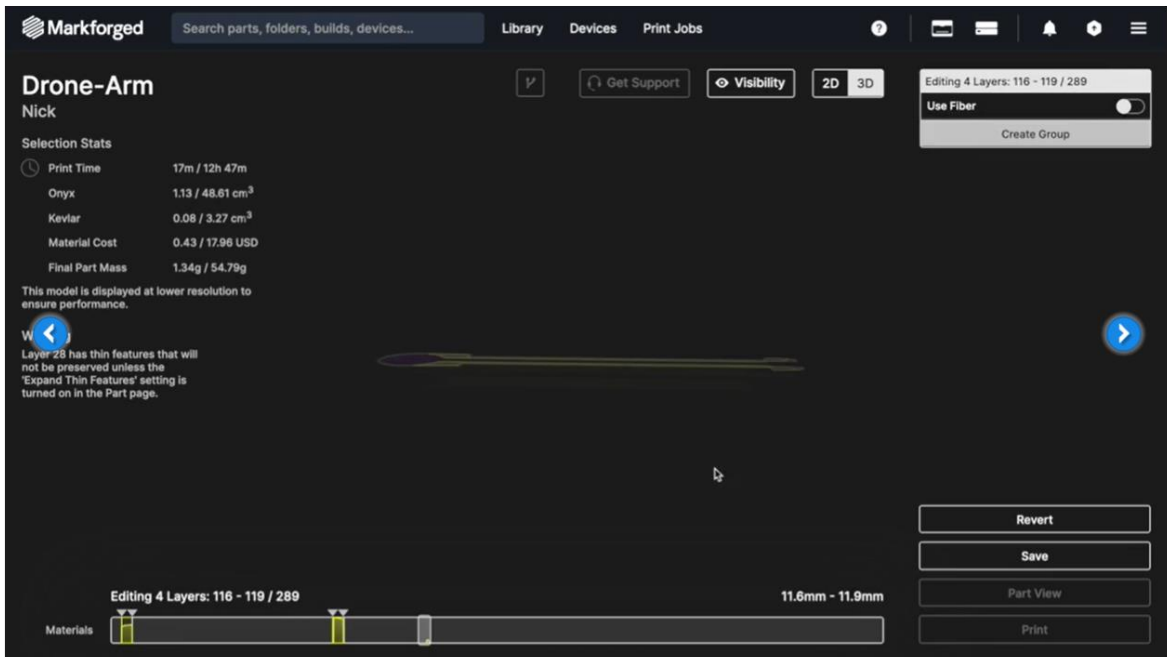 Markforged
Search parts, folders, builds, devices...
Library
Devices
Print Jobs
?
Drone-Arm
Nick
Get Support
Visibility
2D
3D
Editing 4 Layers: 116 - 119 / 289
Use Fiber
Create Group
Selection Stats
Print Time 17m / 12h 47m
Onyx 1.13 / 48.61 cm³
Kevlar 0.08 / 3.27 cm³
Material Cost 0.43 / 17.96 USD
Final Part Mass 1.34g / 54.79g
This model is displayed at lower resolution to
ensure performance.
Layer 28 has thin features that will
not be preserved unless the
'Expand Thin Features' setting is
turned on in the Part page.
Revert
Save
Part View
Print
Editing 4 Layers: 116 - 119 / 289
11.6mm - 11.9mm
Materials